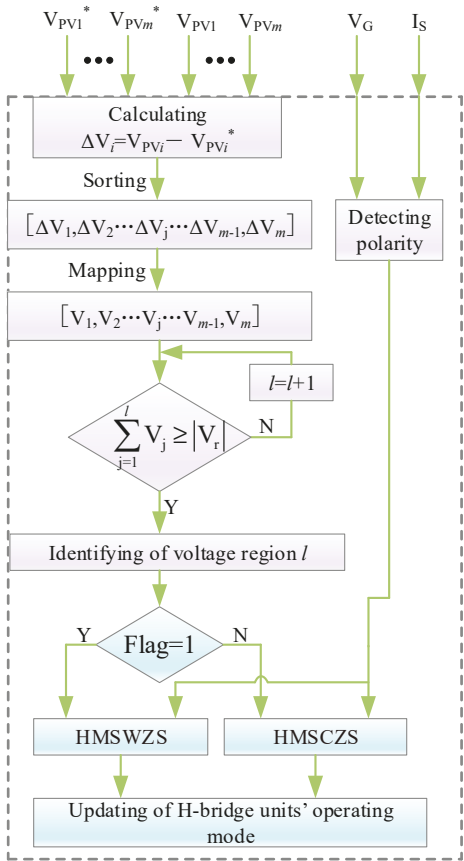 V_PV1* ••• V_PVm* V_PV1 ••• V_PVm V_G I_S
Calculating
ΔV_i=V_PVi − V_PVi*
Sorting
[ΔV_1,ΔV_2···ΔV_j···ΔV_m-1,ΔV_m]
Detecting
polarity
Mapping
[V_1,V_2···V_j···V_m-1,V_m]
l=l+1
∑_{j=1}^{l} V_j ≥ |V_r|
N
Y
Identifying of voltage region l
Y
Flag=1
N
HMSWZS
HMSCZS
Updating of H-bridge units' operating
mode